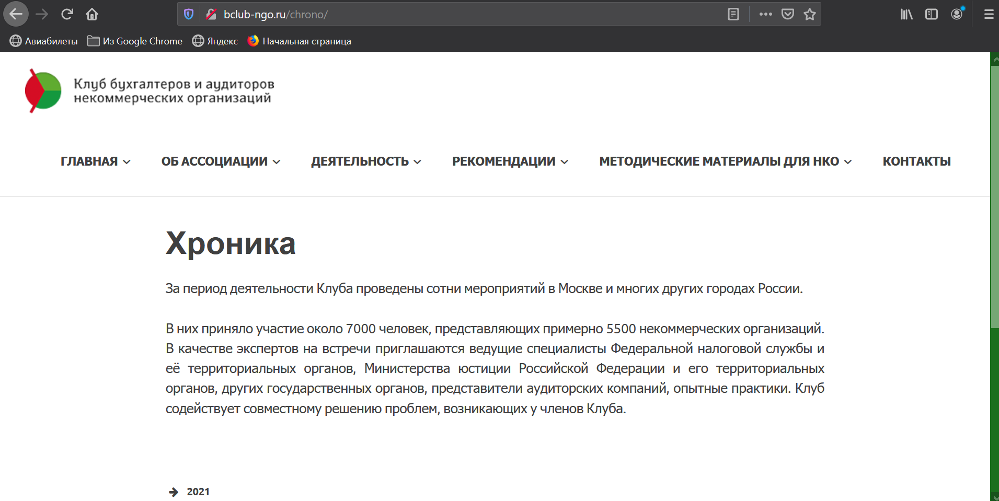 bclub-ngo.ru/chrono/
Авиабилеты Из Google Chrome Яндекс Начальная страница
Клуб бухгалтеров и аудиторов
некоммерческих организаций
ГЛАВНАЯ ОБ АССОЦИАЦИИ ДЕЯТЕЛЬНОСТЬ РЕКОМЕНДАЦИИ МЕТОДИЧЕСКИЕ МАТЕРИАЛЫ ДЛЯ НКО КОНТАКТЫ
Хроника
За период деятельности Клуба проведены сотни мероприятий в Москве и многих других городах России.
В них приняло участие около 7000 человек, представляющих примерно 5500 некоммерческих организаций.
В качестве экспертов на встречи приглашаются ведущие специалисты Федеральной налоговой службы и
её территориальных органов, Министерства юстиции Российской Федерации и его территориальных
органов, других государственных органов, представители аудиторских компаний, опытные практики. Клуб
содействует совместному решению проблем, возникающих у членов Клуба.
2021